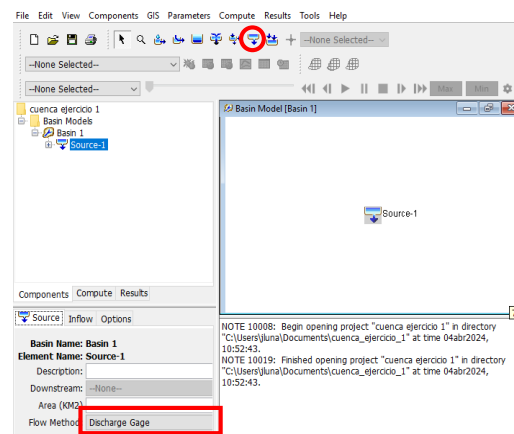 File Edit View Components GIS Parameters Compute Results Tools Help
--None Selected--
--None Selected--
--None Selected--
Max Min
cuenca ejercicio 1
Basin Models
Basin 1
Source-1
Components Compute Results
Source Inflow Options
Basin Name: Basin 1
Element Name: Source-1
Description:
Downstream: --None--
Area (KM2)
Flow Method: Discharge Gage
Basin Model [Basin 1]
Source-1
NOTE 10008: Begin opening project "cuenca ejercicio 1" in directory
"C:\Users\jluna\Documents\cuenca_ejercicio_1" at time 04abr2024,
10:52:43.
NOTE 10019: Finished opening project "cuenca ejercicio 1" in directory
"C:\Users\jluna\Documents\cuenca_ejercicio_1" at time 04abr2024,
10:52:43.